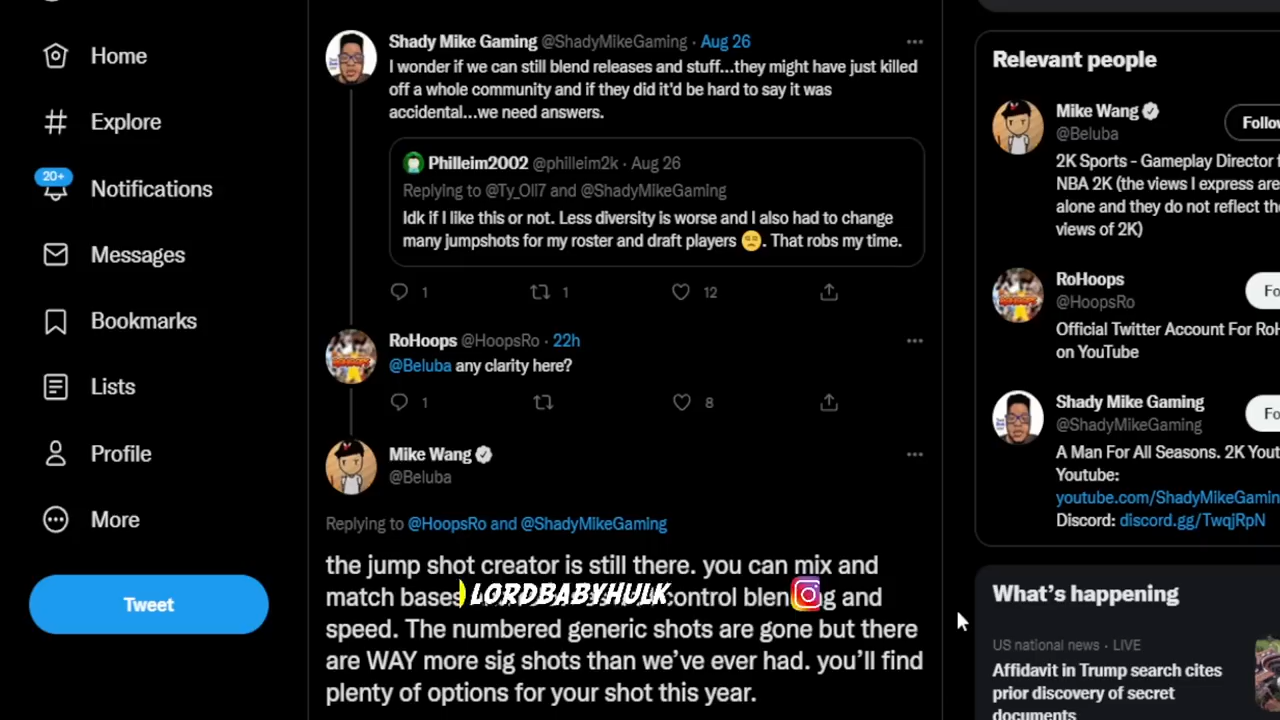 Home
Explore
20+
Notifications
Messages
Bookmarks
Lists
Profile
More
Tweet
Shady Mike Gaming @ShadyMikeGaming · Aug 26
I wonder if we can still blend releases and stuff...they might have just killed
off a whole community and if they did it'd be hard to say it was
accidental...we need answers.
Philleim2002 @philleim2k · Aug 26
Replying to @Ty_Oll7 and @ShadyMikeGaming
Idk if I like this or not. Less diversity is worse and I also had to change
many jumpshots for my roster and draft players 😔. That robs my time.
1 1 12
RoHoops @HoopsRo · 22h
@Beluba any clarity here?
1 8
Mike Wang
@Beluba
Replying to @HoopsRo and @ShadyMikeGaming
the jump shot creator is still there. you can mix and
match bases control blending and
LORDBABYHULK
speed. The numbered generic shots are gone but there
are WAY more sig shots than we've ever had. you'll find
plenty of options for your shot this year.
Relevant people
Mike Wang
@Beluba
Follow
2K Sports - Gameplay Director f
NBA 2K (the views I express are
alone and they do not reflect the
views of 2K)
RoHoops
@HoopsRo
Fo
Official Twitter Account For RoH
on YouTube
Shady Mike Gaming
@ShadyMikeGaming
Fo
A Man For All Seasons. 2K Yout
Youtube:
youtube.com/ShadyMikeGamin
Discord: discord.gg/TwqjRpN
What's happening
US national news · LIVE
Affidavit in Trump search cites
prior discovery of secret
documents